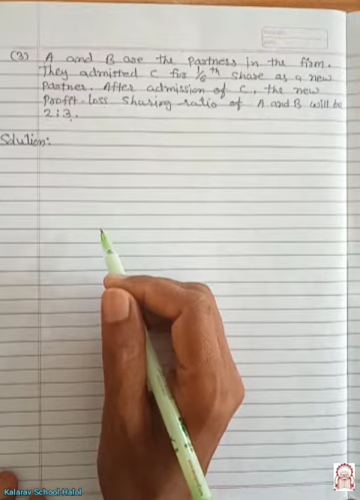 (3) A and B are the partners in the firm.
They admitted C for 1/6th share as a new
partner. After admission of C, the new
Profit-loss sharing ratio of A and B will be
2:3.
Solution:
Kalarav School Halol